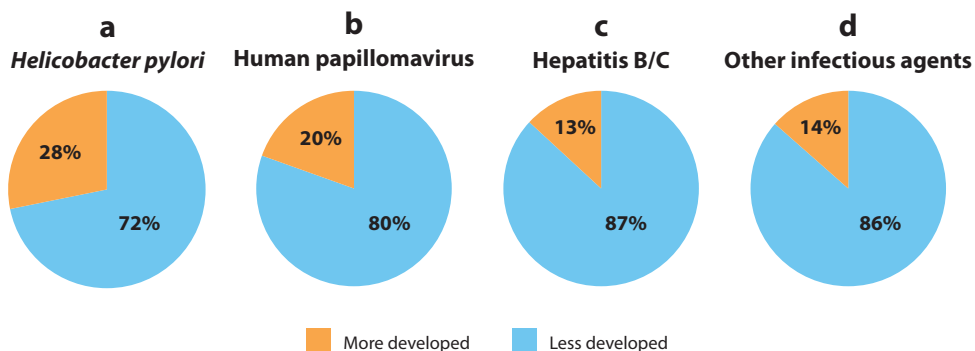 a
Helicobacter pylori
28%
72%
b
Human papillomavirus
20%
80%
c
Hepatitis B/C
13%
87%
d
Other infectious agents
14%
86%
More developed
Less developed